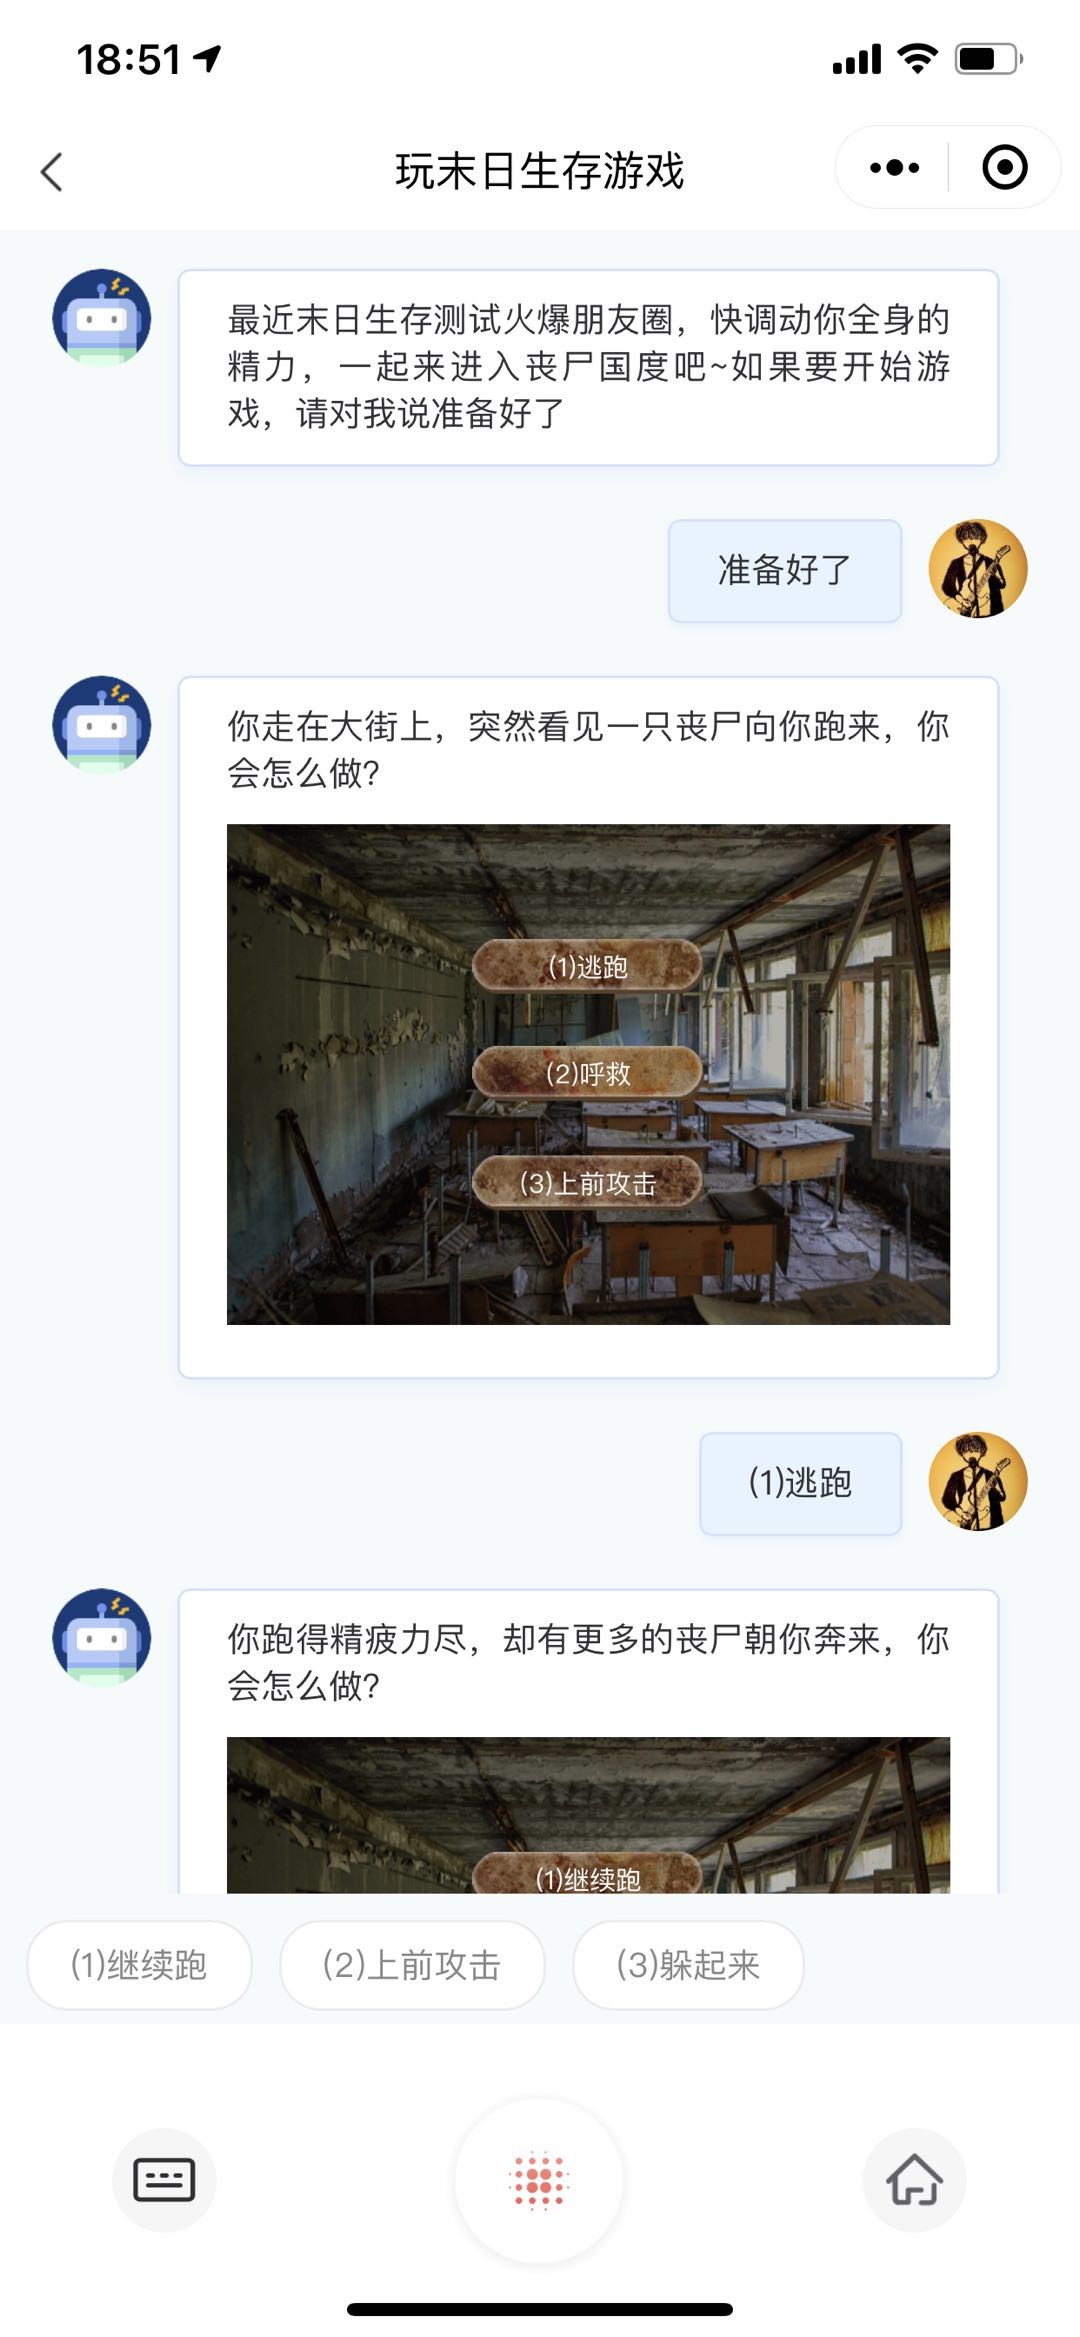 18:51
玩末日生存游戏
最近末日生存测试火爆朋友圈，快调动你全身的
精力，一起来进入丧尸国度吧~如果要开始游
戏，请对我说准备好了
准备好了
你走在大街上，突然看见一只丧尸向你跑来，你
会怎么做?
(1)逃跑
(2)呼救
(3)上前攻击
(1)逃跑
你跑得精疲力尽，却有更多的丧尸朝你奔来，你
会怎么做?
(1)继续跑
(1)继续跑
(2)上前攻击
(3)躲起来